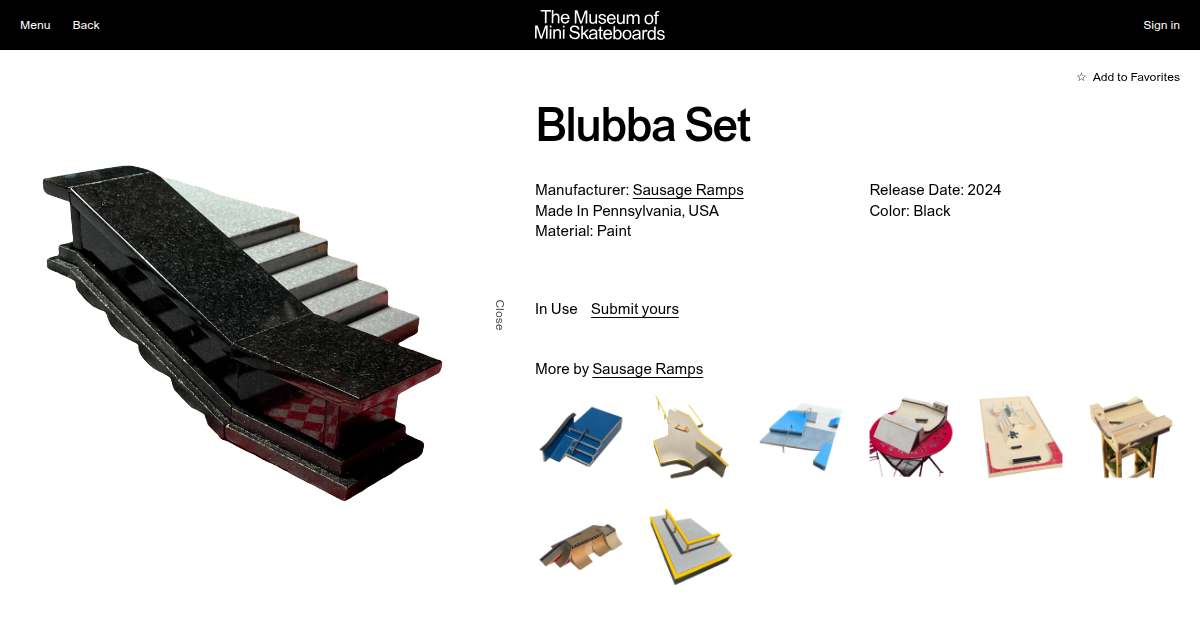 Menu Back
The Museum of
Mini Skateboards
Sign in
☆ Add to Favorites
Blubba Set
Manufacturer: Sausage Ramps
Made In Pennsylvania, USA
Material: Paint
Release Date: 2024
Color: Black
Close
In Use Submit yours
More by Sausage Ramps